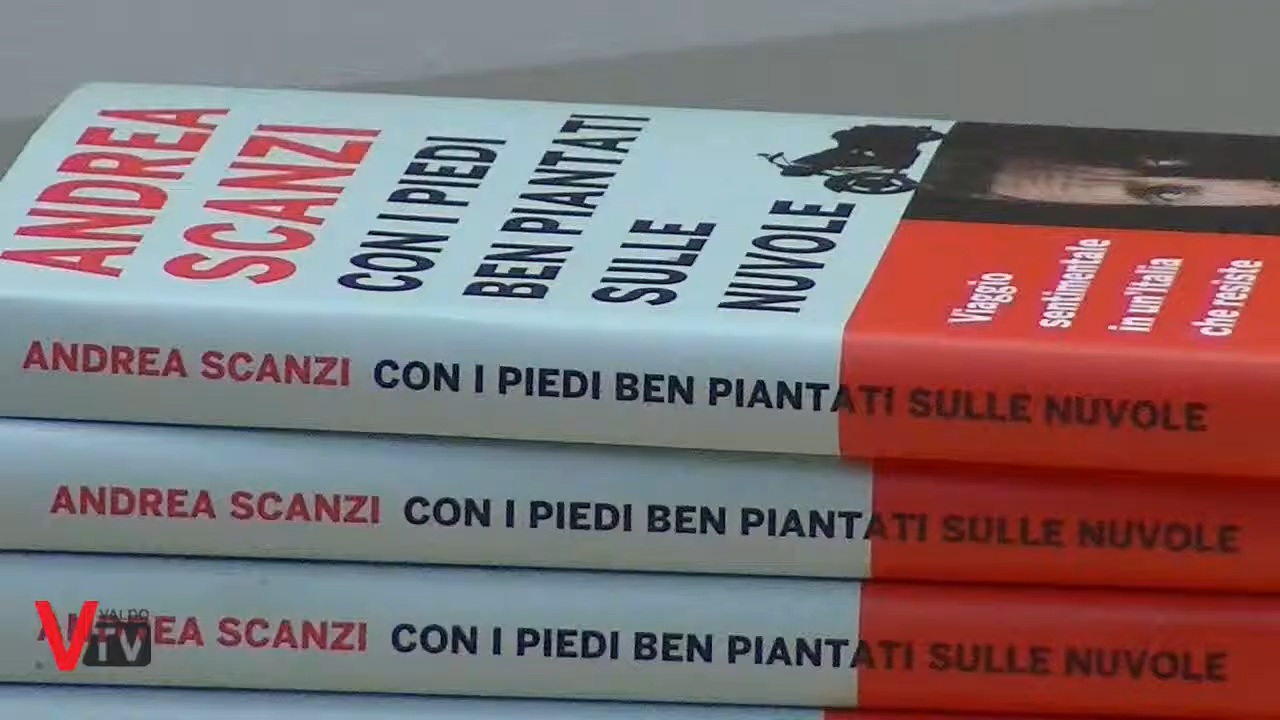 ANDREA
SCANZI
CON I PIEDI
BEN PIANTATI
SULLE
NUVOLE
Viaggio
sentimentale
in un'Italia
che resiste
ANDREA SCANZI CON I PIEDI BEN PIANTATI SULLE NUVOLE
ANDREA SCANZI CON I PIEDI BEN PIANTATI SULLE NUVOLE
ANDREA SCANZI CON I PIEDI BEN PIANTATI SULLE NUVOLE
VALDO
V TV